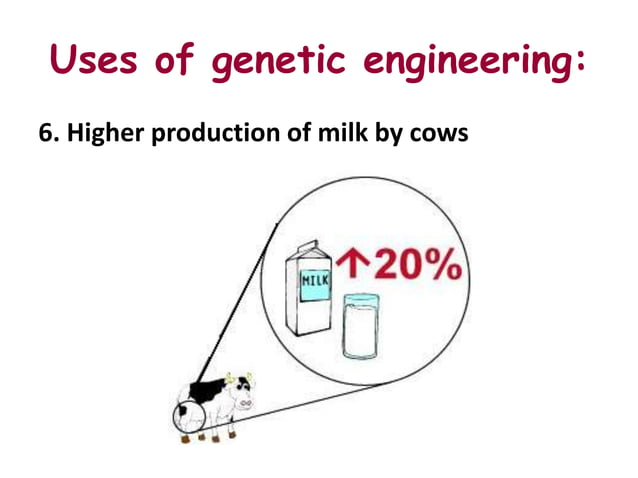 Uses of genetic engineering:
6. Higher production of milk by cows
↑20%
MILK